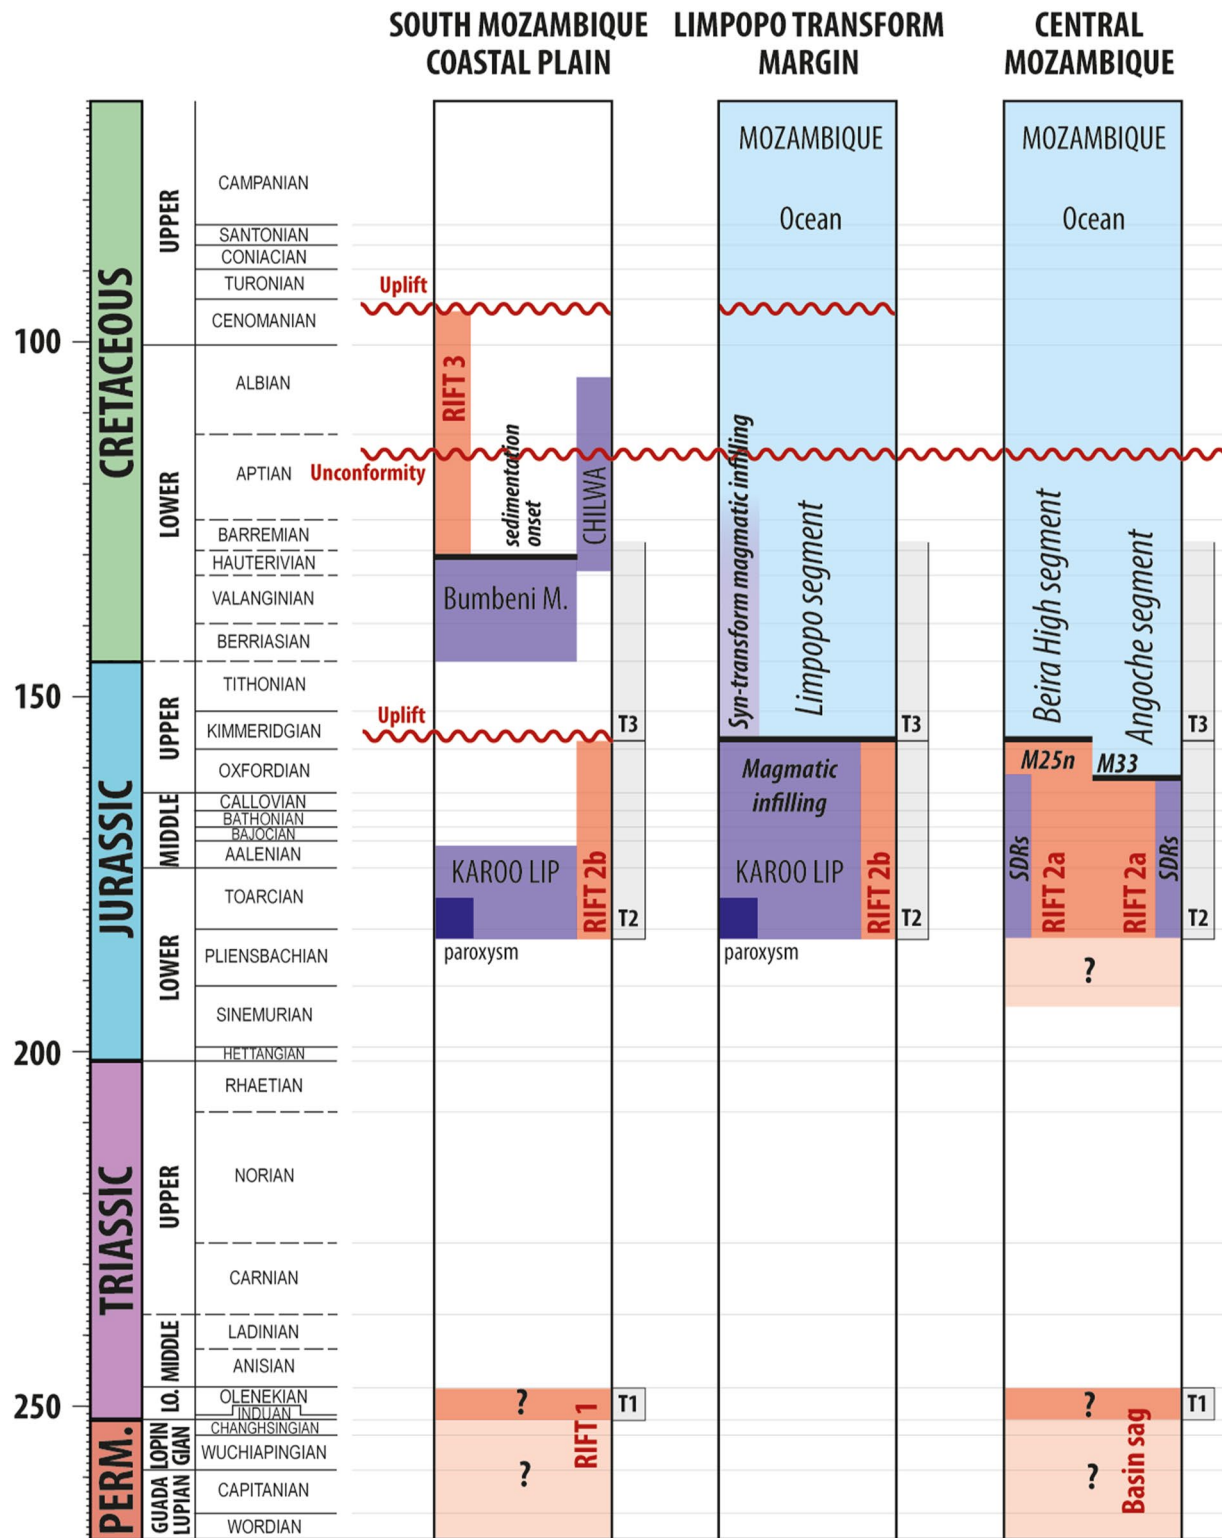 SOUTH MOZAMBIQUE
COASTAL PLAIN
LIMPOPO TRANSFORM
MARGIN
CENTRAL
MOZAMBIQUE
100
150
200
250
CRETACEOUS
JURASSIC
TRIASSIC
PERM.
UPPER
LOWER
UPPER
MIDDLE
LOWER
UPPER
MIDDLE
LO.
LOPIN
GIAN
GUADA
LUPIAN
CAMPANIAN
SANTONIAN
CONIACIAN
TURONIAN
CENOMANIAN
ALBIAN
APTIAN
BARREMIAN
HAUTERIVIAN
VALANGINIAN
BERRIASIAN
TITHONIAN
KIMMERIDGIAN
OXFORDIAN
CALLOVIAN
BATHONIAN
BAJOCIAN
AALENIAN
TOARCIAN
PLIENSBACHIAN
SINEMURIAN
HETTANGIAN
RHAETIAN
NORIAN
CARNIAN
LADINIAN
ANISIAN
OLENEKIAN
INDUAN
CHANGHSINGIAN
WUCHIAPINGIAN
CAPITANIAN
WORDIAN
Uplift
Unconformity
Uplift
RIFT 3
sedimentation
onset
CHILWA
Bumbeni M.
KAROO LIP
RIFT 2b
paroxysm
T3
T2
?
RIFT 1
?
T1
MOZAMBIQUE
Ocean
Syn-transform magmatic infilling
Limpopo segment
Magmatic
infilling
KAROO LIP
RIFT 2b
paroxysm
T3
T2
MOZAMBIQUE
Ocean
Beira High segment
Angoche segment
M25n
M33
SDRs
RIFT 2a
RIFT 2a
SDRs
?
T3
T2
?
Basin sag
?
T1